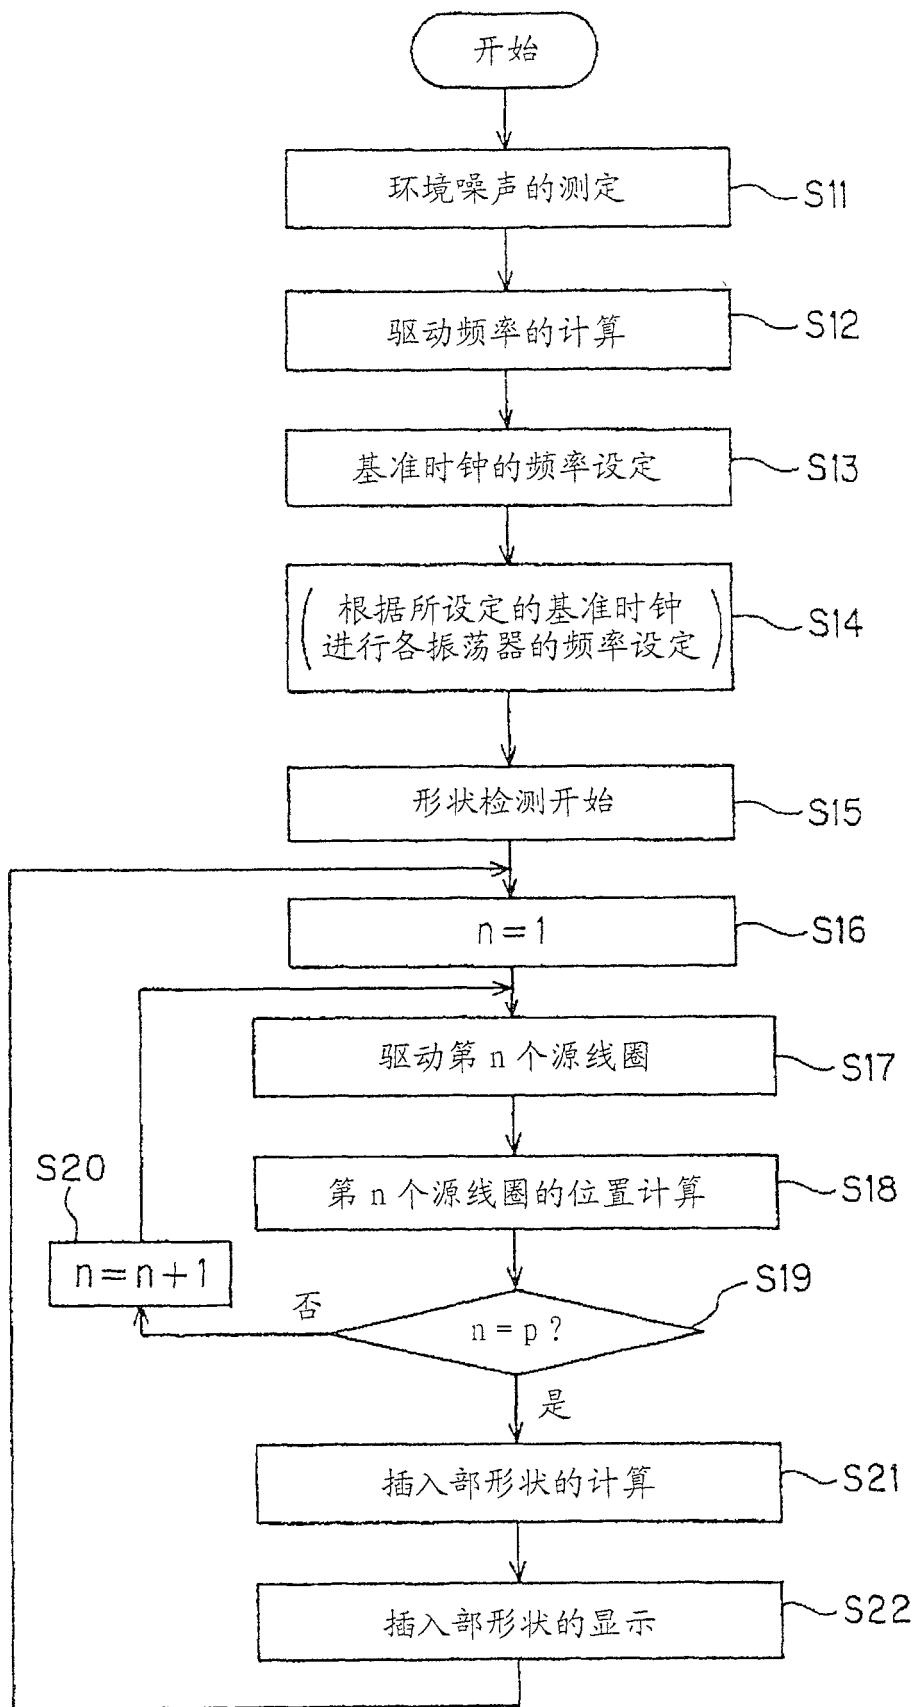 开始
环境噪声的测定
S11
驱动频率的计算
S12
基准时钟的频率设定
S13
根据所设定的基准时钟
进行各振荡器的频率设定
S14
形状检测开始
S15
n=1
S16
驱动第n个源线圈
S17
第n个源线圈的位置计算
S18
S20
n=n+1
否
n=p?
S19
是
插入部形状的计算
S21
插入部形状的显示
S22